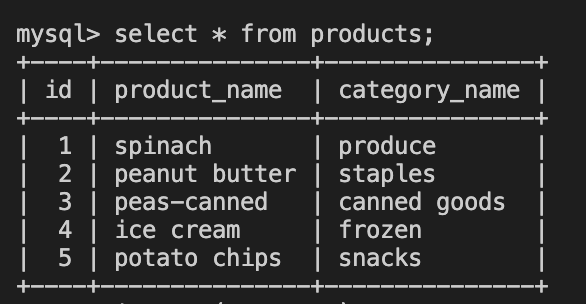 mysql> select * from products;
+----+---------------+---------------+
| id | product_name  | category_name |
+----+---------------+---------------+
|  1 | spinach       | produce       |
|  2 | peanut butter | staples       |
|  3 | peas-canned   | canned goods  |
|  4 | ice cream     | frozen        |
|  5 | potato chips  | snacks        |
+----+---------------+---------------+